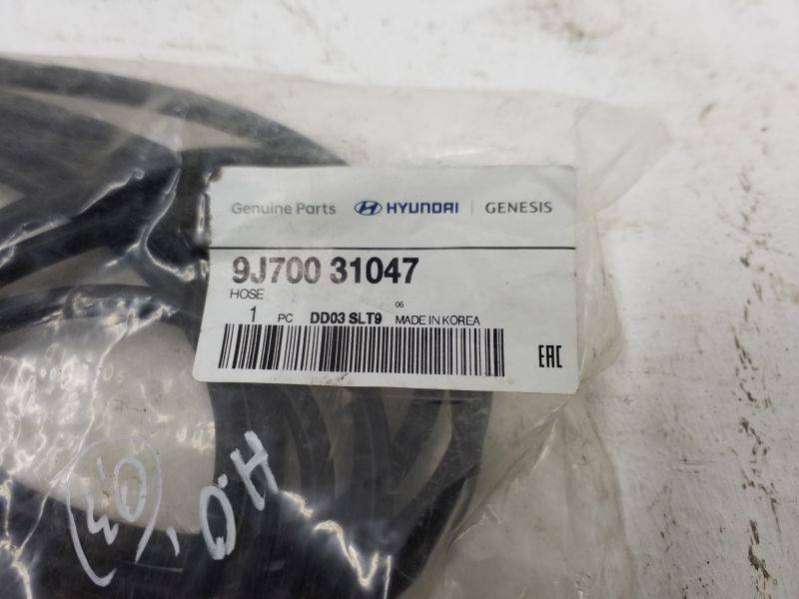 Genuine Parts HYUNDAI | GENESIS
9J700 31047
HOSE
06
1 PC DD03 SLT9 MADE IN KOREA
EAC